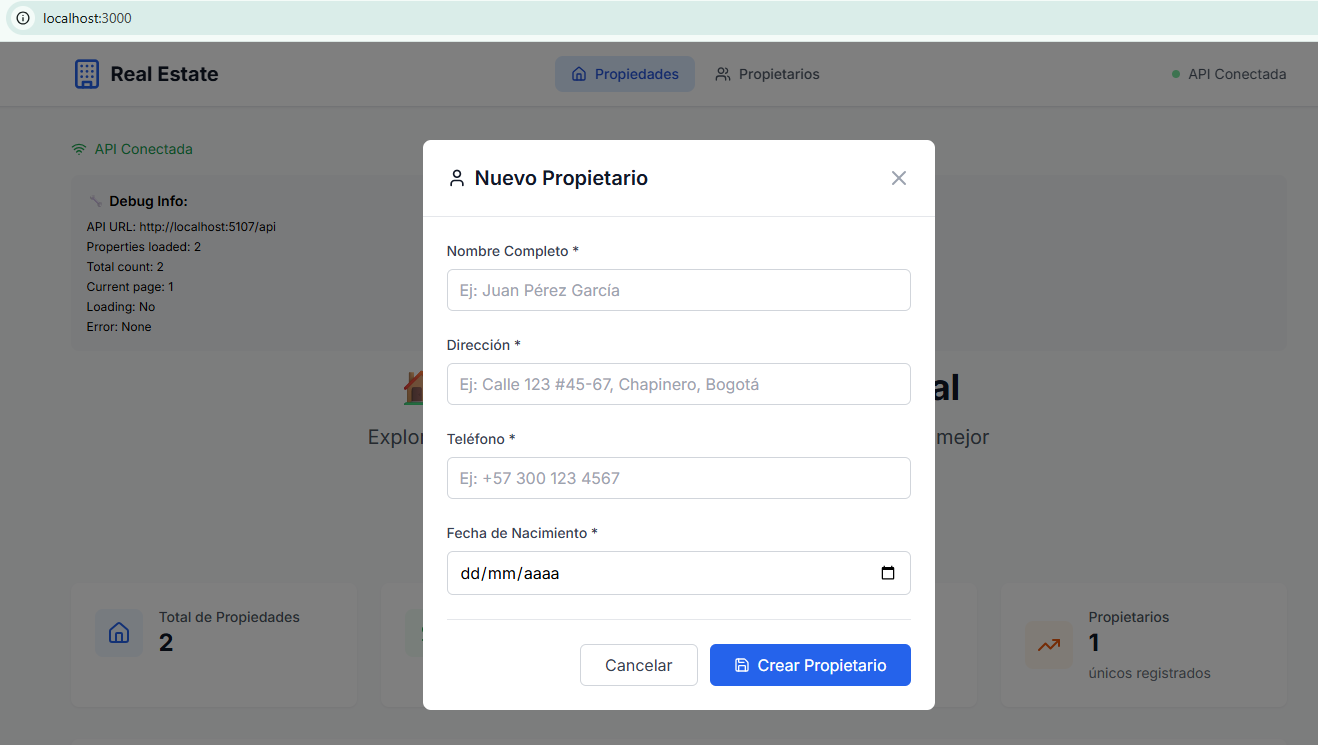 localhost:3000
Real Estate
Propiedades
Propietarios
API Conectada
API Conectada
Debug Info:
API URL: http://localhost:5107/api
Properties loaded: 2
Total count: 2
Current page: 1
Loading: No
Error: None
Nuevo Propietario
Nombre Completo *
Ej: Juan Pérez García
Dirección *
Ej: Calle 123 #45-67, Chapinero, Bogotá
Teléfono *
Ej: +57 300 123 4567
Fecha de Nacimiento *
dd/mm/aaaa
Cancelar
Crear Propietario
al
mejor
Total de Propiedades
2
Propietarios
1
únicos registrados